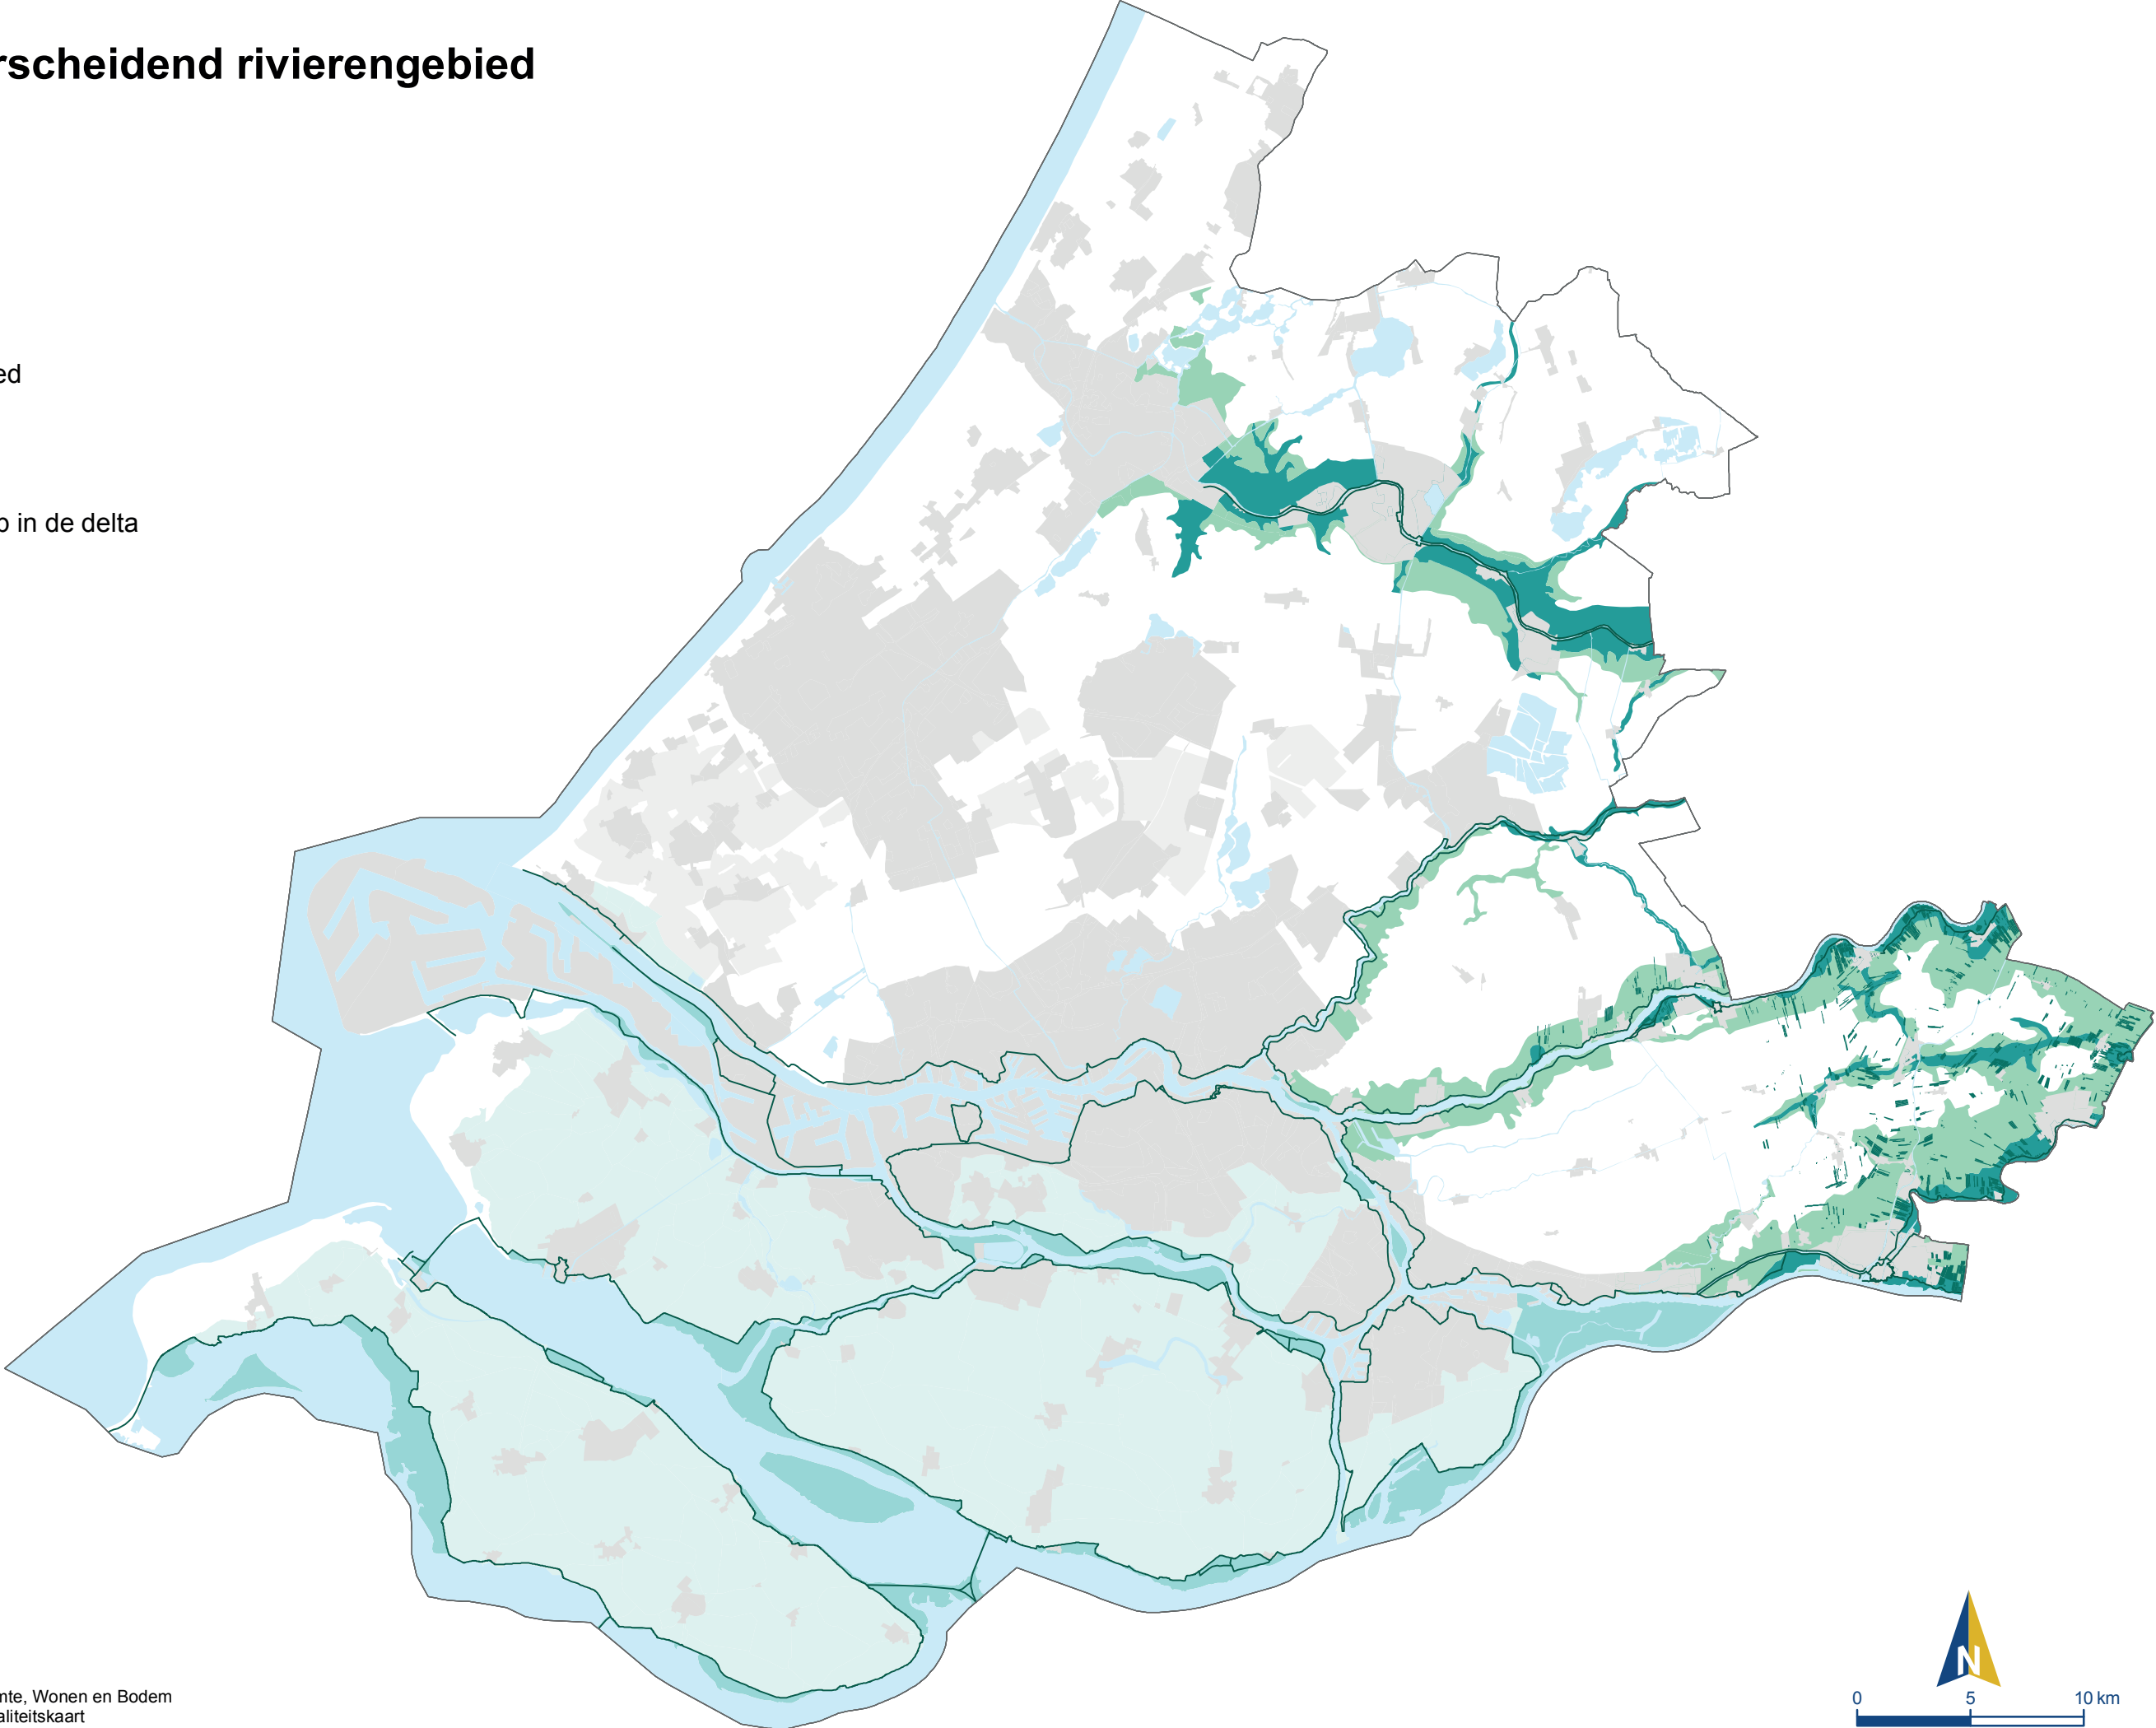 rscheidend rivierengebied
ed
o in de delta
nte, Wonen en Bodem
aliteitskaart
N
0 5 10 km